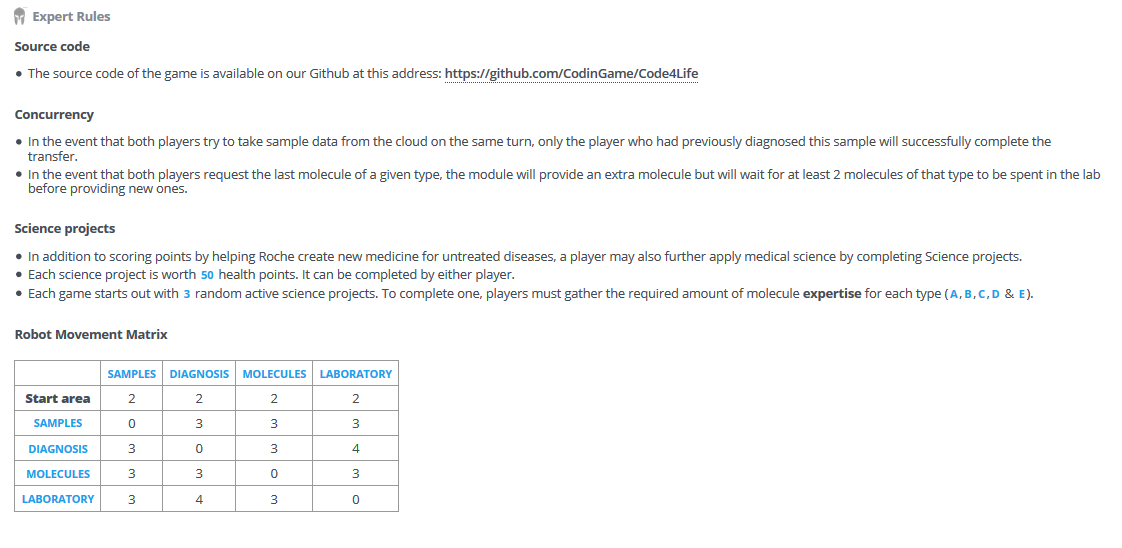 Expert Rules
Source code
• The source code of the game is available on our Github at this address: https://github.com/CodinGame/Code4Life
Concurrency
• In the event that both players try to take sample data from the cloud on the same turn, only the player who had previously diagnosed this sample will successfully complete the
transfer.
• In the event that both players request the last molecule of a given type, the module will provide an extra molecule but will wait for at least 2 molecules of that type to be spent in the lab
before providing new ones.
Science projects
• In addition to scoring points by helping Roche create new medicine for untreated diseases, a player may also further apply medical science by completing Science projects.
• Each science project is worth 50 health points. It can be completed by either player.
• Each game starts out with 3 random active science projects. To complete one, players must gather the required amount of molecule expertise for each type (A, B, C, D & E).
Robot Movement Matrix
SAMPLES DIAGNOSIS MOLECULES LABORATORY
Start area 2 2 2 2
SAMPLES 0 3 3 3
DIAGNOSIS 3 0 3 4
MOLECULES 3 3 0 3
LABORATORY 3 4 3 0